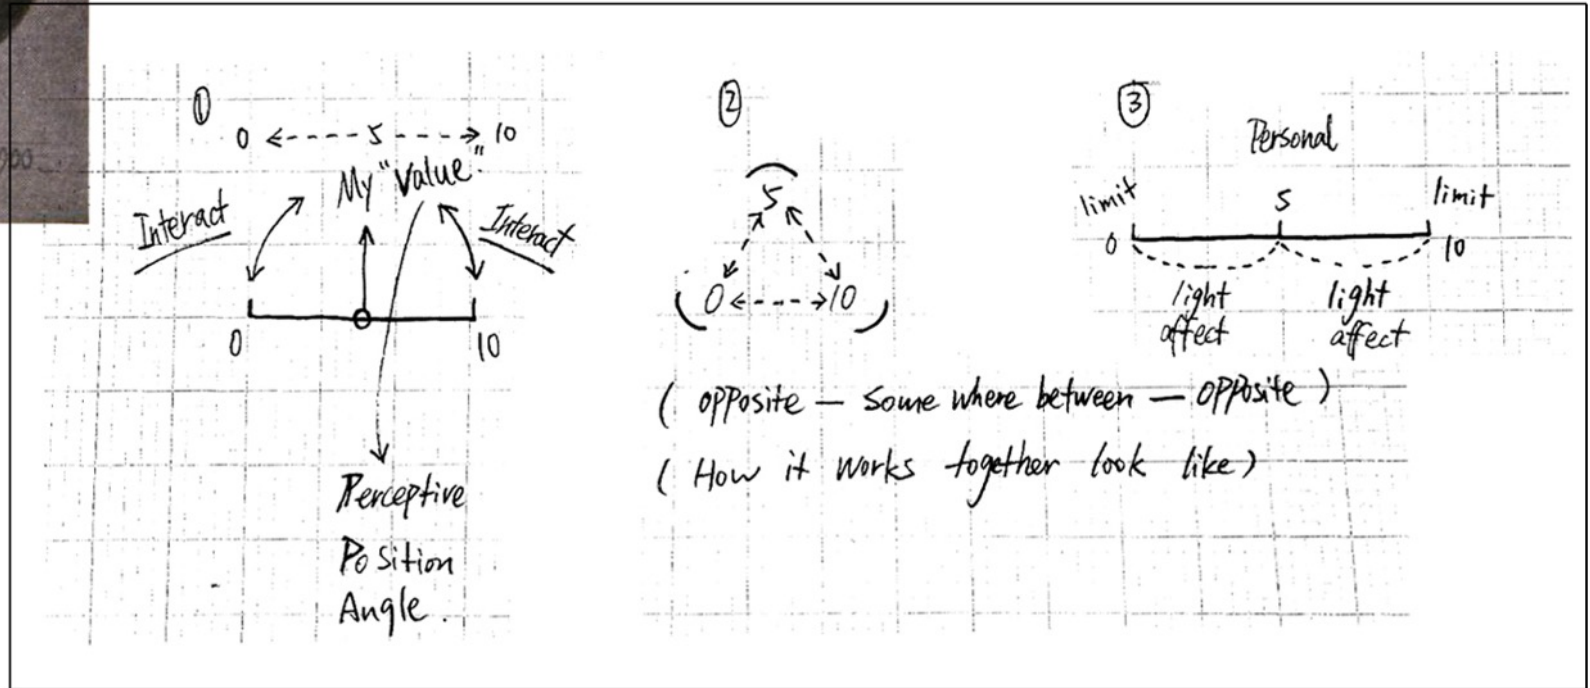 ①
0 5 10
My "Value"
Interact
Interact
0 10
Perceptive
Position
Angle.
②
5
0 10
( opposite — some where between — opposite )
( How it works together look like )
③
Personal
limit 5 limit
0 10
light light
affect affect